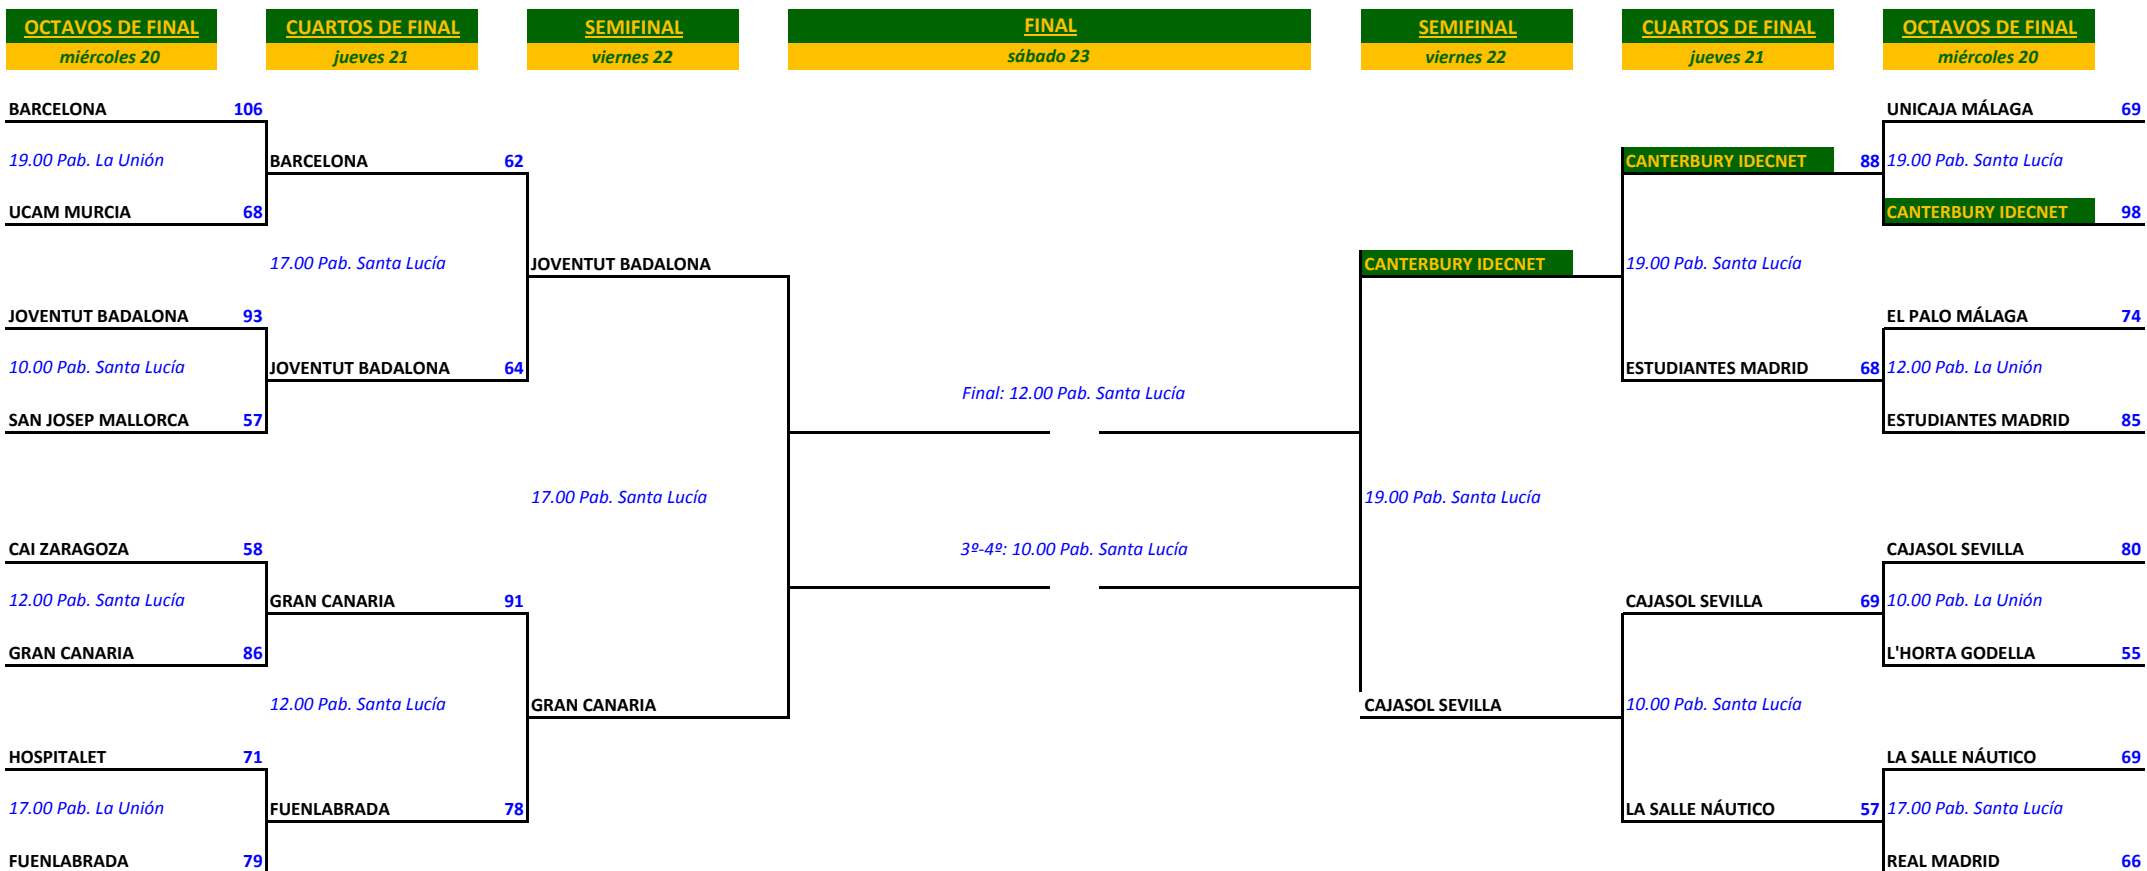 OCTAVOS DE FINAL CUARTOS DE FINAL SEMIFINAL FINAL SEMIFINAL CUARTOS DE FINAL OCTAVOS DE FINAL
miércoles 20 jueves 21 viernes 22 sábado 23 viernes 22 jueves 21 miércoles 20
BARCELONA 106 UNICAJA MÁLAGA 69
19.00 Pab. La Unión BARCELONA 62 CANTERBURY IDECNET 88 19.00 Pab. Santa Lucía
UCAM MURCIA 68 CANTERBURY IDECNET 98
17.00 Pab. Santa Lucía JOVENTUT BADALONA CANTERBURY IDECNET 19.00 Pab. Santa Lucía
JOVENTUT BADALONA 93 EL PALO MÁLAGA 74
10.00 Pab. Santa Lucía JOVENTUT BADALONA 64 ESTUDIANTES MADRID 68 12.00 Pab. La Unión
Final: 12.00 Pab. Santa Lucía
SAN JOSEP MALLORCA 57 ESTUDIANTES MADRID 85
17.00 Pab. Santa Lucía 19.00 Pab. Santa Lucía
CAI ZARAGOZA 58 3º-4º: 10.00 Pab. Santa Lucía CAJASOL SEVILLA 80
12.00 Pab. Santa Lucía GRAN CANARIA 91 CAJASOL SEVILLA 69 10.00 Pab. La Unión
GRAN CANARIA 86 L'HORTA GODELLA 55
12.00 Pab. Santa Lucía GRAN CANARIA CAJASOL SEVILLA 10.00 Pab. Santa Lucía
HOSPITALET 71 LA SALLE NÁUTICO 69
17.00 Pab. La Unión FUENLABRADA 78 LA SALLE NÁUTICO 57 17.00 Pab. Santa Lucía
FUENLABRADA 79 REAL MADRID 66